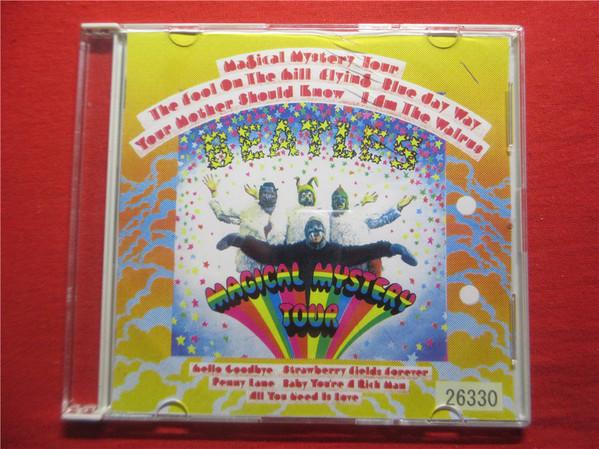 Magical Mystery Tour
The Fool On The Hill Flying Blue Jay Way
Your Mother Should Know I Am The Walrus
BEATLES
MAGICAL MYSTERY
TOUR
Hello Goodbye Strawberry Fields Forever
Penny Lane Baby You're A Rich Man
All You Need Is Love
26330